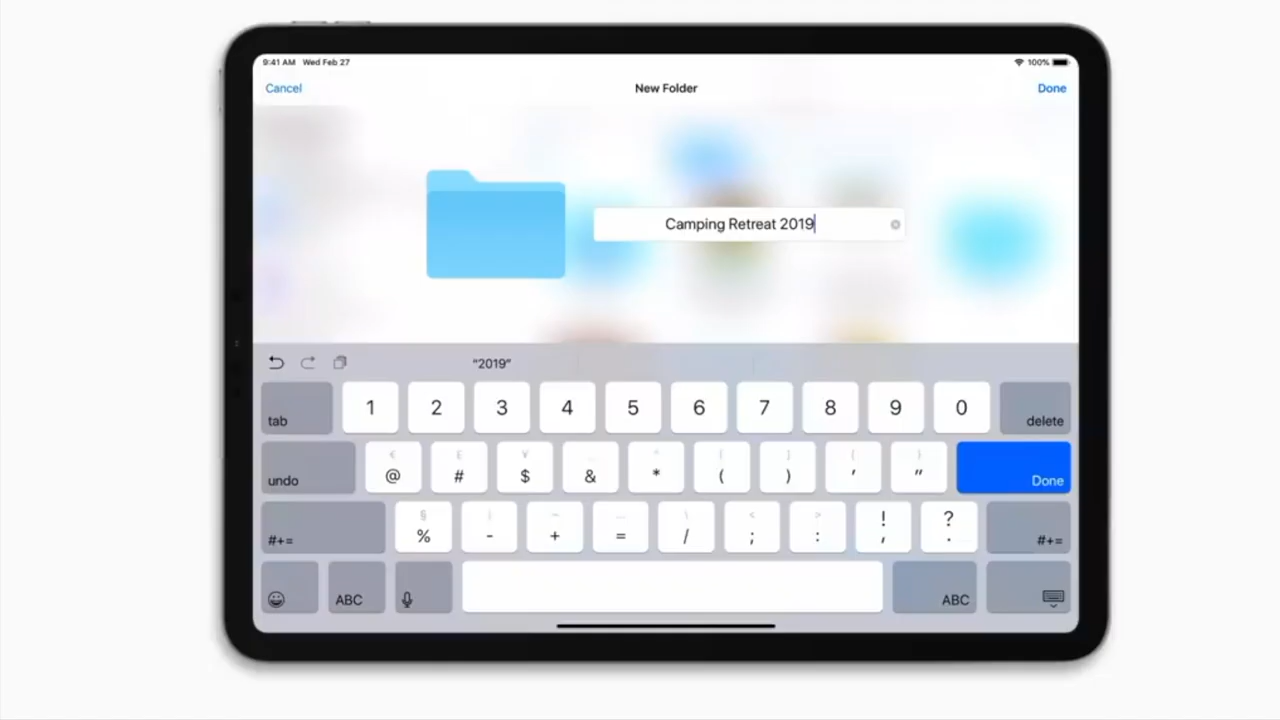 9:41 AM Wed Feb 27 100%
Cancel New Folder Done
Camping Retreat 2019
"2019"
tab 1 2 3 4 5 6 7 8 9 0 delete
€ £ ¥
undo @ # $ & * ( ) ' " Done
§ | ~ \ < > ! ?
#+= % - + = / ; : , . #+=
ABC ABC